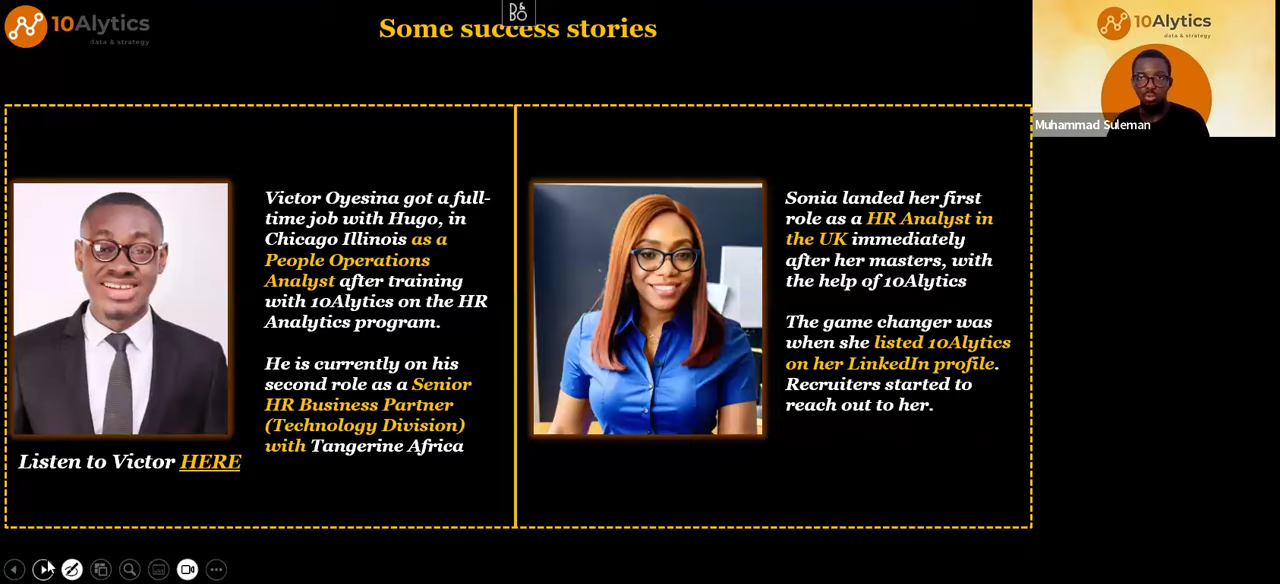 10Alytics
data & strategy
B&O
Some success stories
10Alytics
data & strategy
Muhammad Suleman
Victor Oyesina got a full-
time job with Hugo, in
Chicago Illinois as a
People Operations
Analyst after training
with 10Alytics on the HR
Analytics program.
He is currently on his
second role as a Senior
HR Business Partner
(Technology Division)
with Tangerine Africa
Listen to Victor HERE
Sonia landed her first
role as a HR Analyst in
the UK immediately
after her masters, with
the help of 10Alytics
The game changer was
when she listed 10Alytics
on her LinkedIn profile.
Recruiters started to
reach out to her.